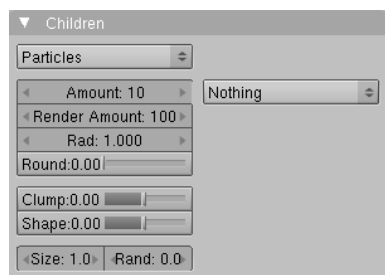 Children
Particles
Amount: 10
Nothing
Render Amount: 100
Rad: 1.000
Round:0.00
Clump:0.00
Shape:0.00
Size: 1.0 Rand: 0.0